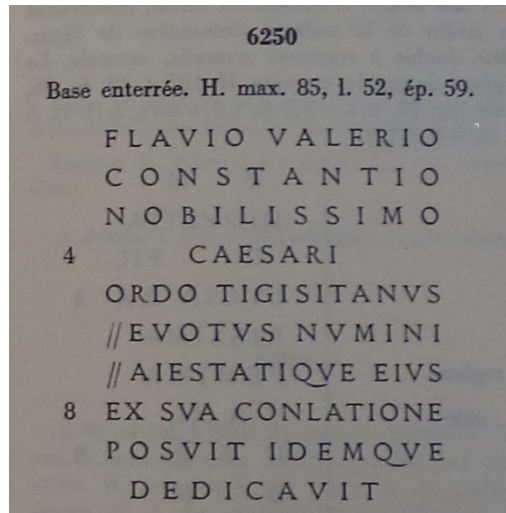 6250
Base enterrée. H. max. 85, l. 52, ép. 59.
FLAVIO VALERIO
CONSTANTIO
NOBILISSIMO
4 CAESARI
ORDO TIGISITANVS
//EVOTVS NVMINI
//AIESTATIQVE EIVS
8 EX SVA CONLATIONE
POSVIT IDEMQVE
DEDICAVIT